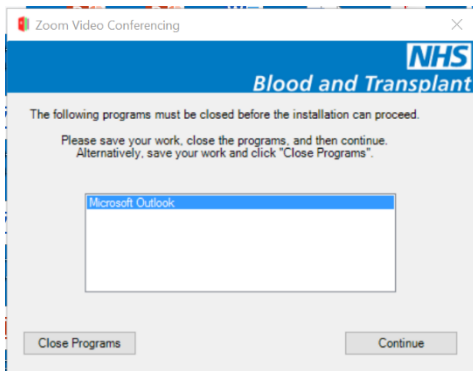 Zoom Video Conferencing
NHS
Blood and Transplant
The following programs must be closed before the installation can proceed.
Please save your work, close the programs, and then continue.
Alternatively, save your work and click "Close Programs".
Microsoft Outlook
Close Programs
Continue